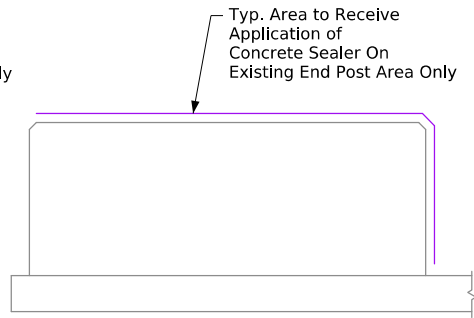 Typ. Area to Receive
Application of
Concrete Sealer On
Existing End Post Area Only